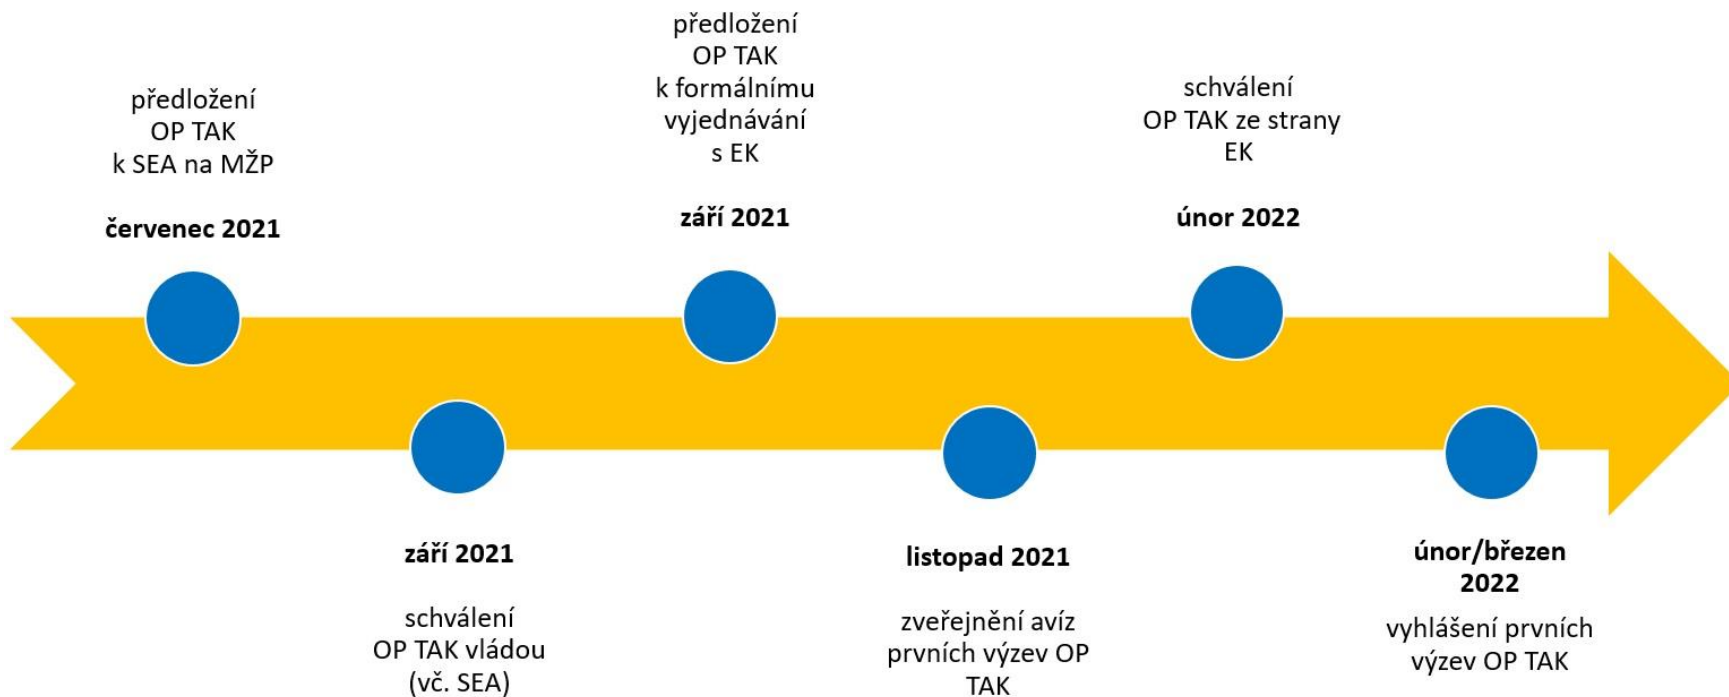 předložení
OP TAK
k SEA na MŽP
červenec 2021
září 2021
schválení
OP TAK vládou
(vč. SEA)
předložení
OP TAK
k formálnímu
vyjednávání
s EK
září 2021
listopad 2021
zveřejnění avíz
prvních výzev OP
TAK
schválení
OP TAK ze strany
EK
únor 2022
únor/březen
2022
vyhlášení prvních
výzev OP TAK